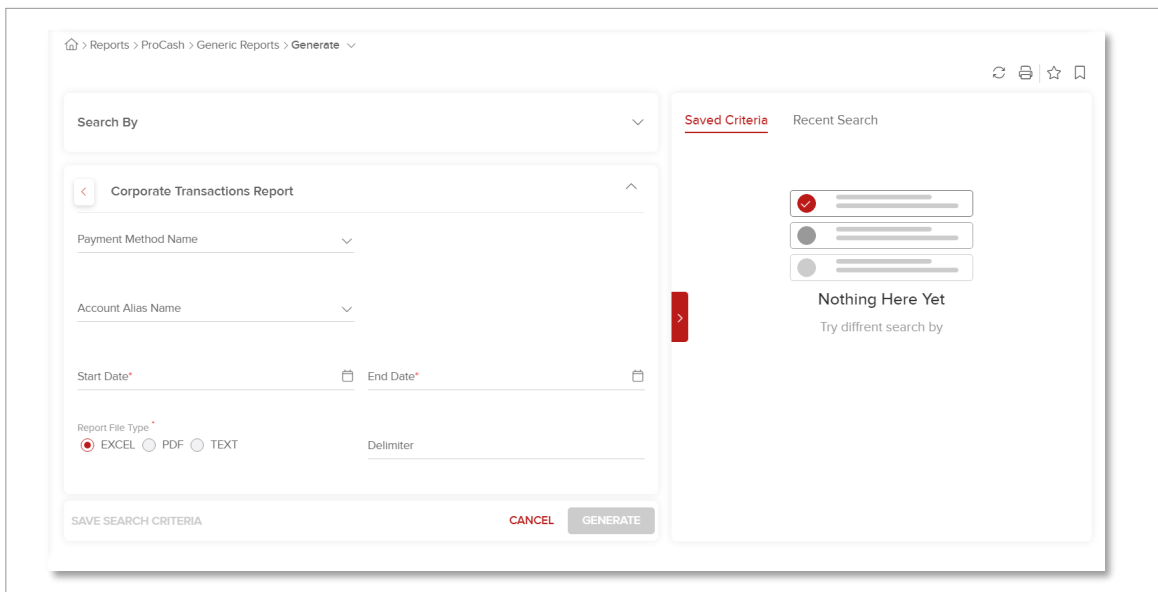 > Reports > ProCash > Generic Reports > Generate
Search By
Corporate Transactions Report
Payment Method Name
Account Alias Name
Start Date* End Date*
Report File Type *
EXCEL PDF TEXT Delimiter
SAVE SEARCH CRITERIA CANCEL GENERATE
Saved Criteria Recent Search
Nothing Here Yet
Try diffrent search by